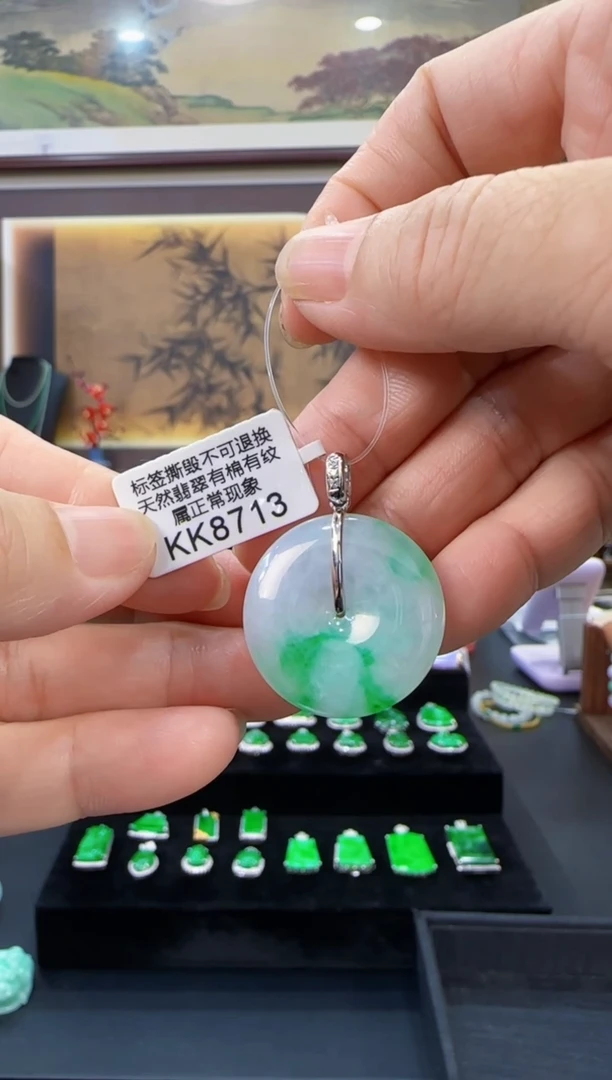 标签撕毁不可退换
天然翡翠有棉有纹
属正常现象
KK8713